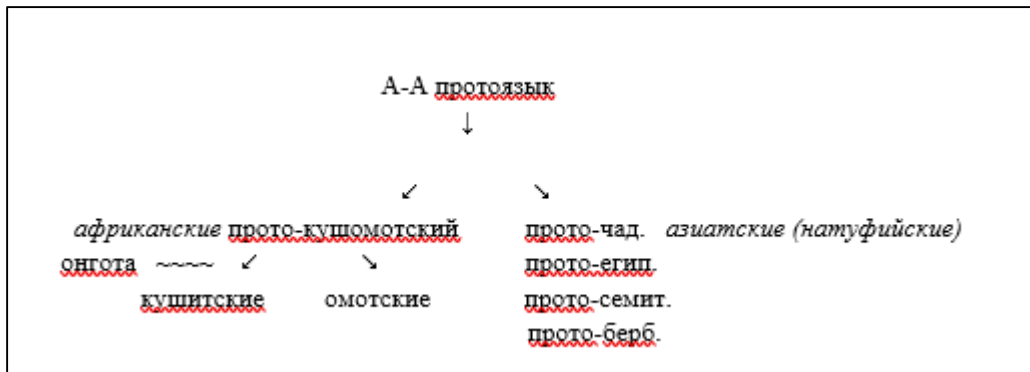 А-А протоязык
↓
↙ ↘
африканские прото-кушомотский прото-чад. азиатские (натуфийские)
онгота ~~~~ ↙ ↘ прото-егип.
кушитские омотские прото-семит.
прото-берб.